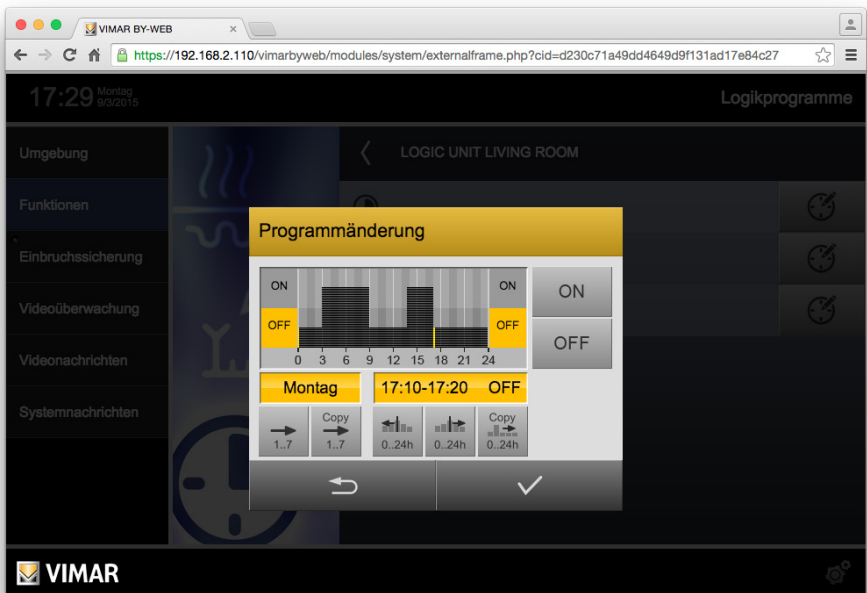 VIMAR BY-WEB
https://192.168.2.110/vimarbyweb/modules/system/externalframe.php?cid=d230c71a49dd4649d9f131ad17e84c27
17:29 Montag 9/3/2015
Logikprogramme
Umgebung
Funktionen
Einbruchssicherung
Videoüberwachung
Videonachrichten
Systemnachrichten
LOGIC UNIT LIVING ROOM
Programmänderung
ON ON
OFF OFF
0 3 6 9 12 15 18 21 24
ON
OFF
Montag 17:10-17:20 OFF
Copy Copy
1..7 1..7 0..24h 0..24h 0..24h
VIMAR